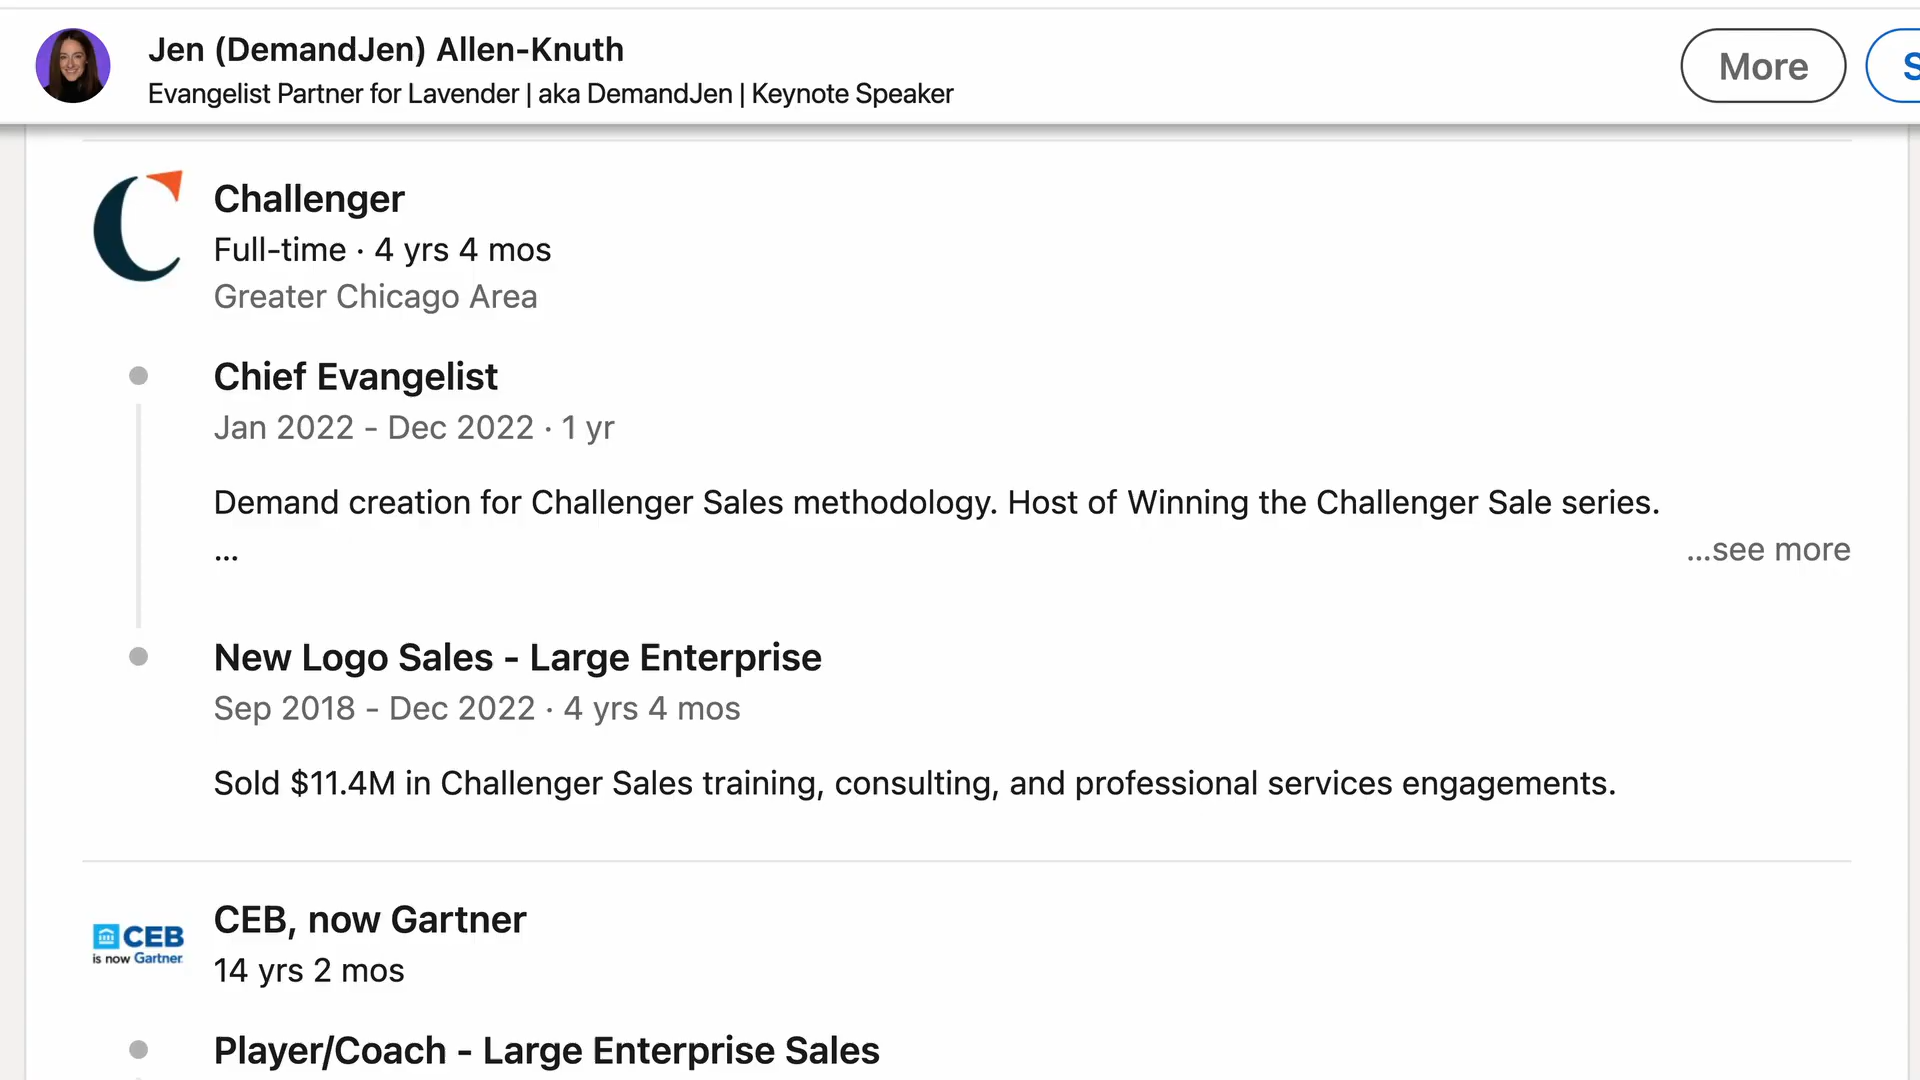 Jen (DemandJen) Allen-Knuth
Evangelist Partner for Lavender | aka DemandJen | Keynote Speaker
More
S
Challenger
Full-time · 4 yrs 4 mos
Greater Chicago Area
Chief Evangelist
Jan 2022 - Dec 2022 · 1 yr
Demand creation for Challenger Sales methodology. Host of Winning the Challenger Sale series.
...
...see more
New Logo Sales - Large Enterprise
Sep 2018 - Dec 2022 · 4 yrs 4 mos
Sold $11.4M in Challenger Sales training, consulting, and professional services engagements.
CEB
is now Gartner
CEB, now Gartner
14 yrs 2 mos
Player/Coach - Large Enterprise Sales